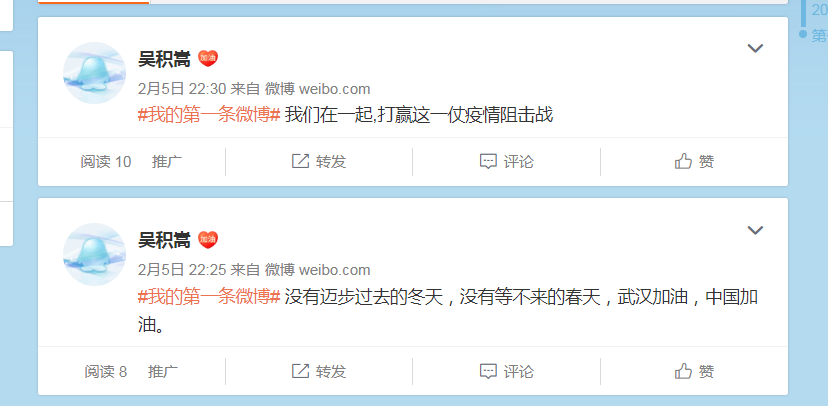 20
第
吴积嵩 加油
2月5日 22:30 来自 微博 weibo.com
#我的第一条微博# 我们在一起,打赢这一仗疫情阻击战
阅读 10 推广 转发 评论 赞
吴积嵩 加油
2月5日 22:25 来自 微博 weibo.com
#我的第一条微博# 没有迈步过去的冬天，没有等不来的春天，武汉加油，中国加
油。
阅读 8 推广 转发 评论 赞